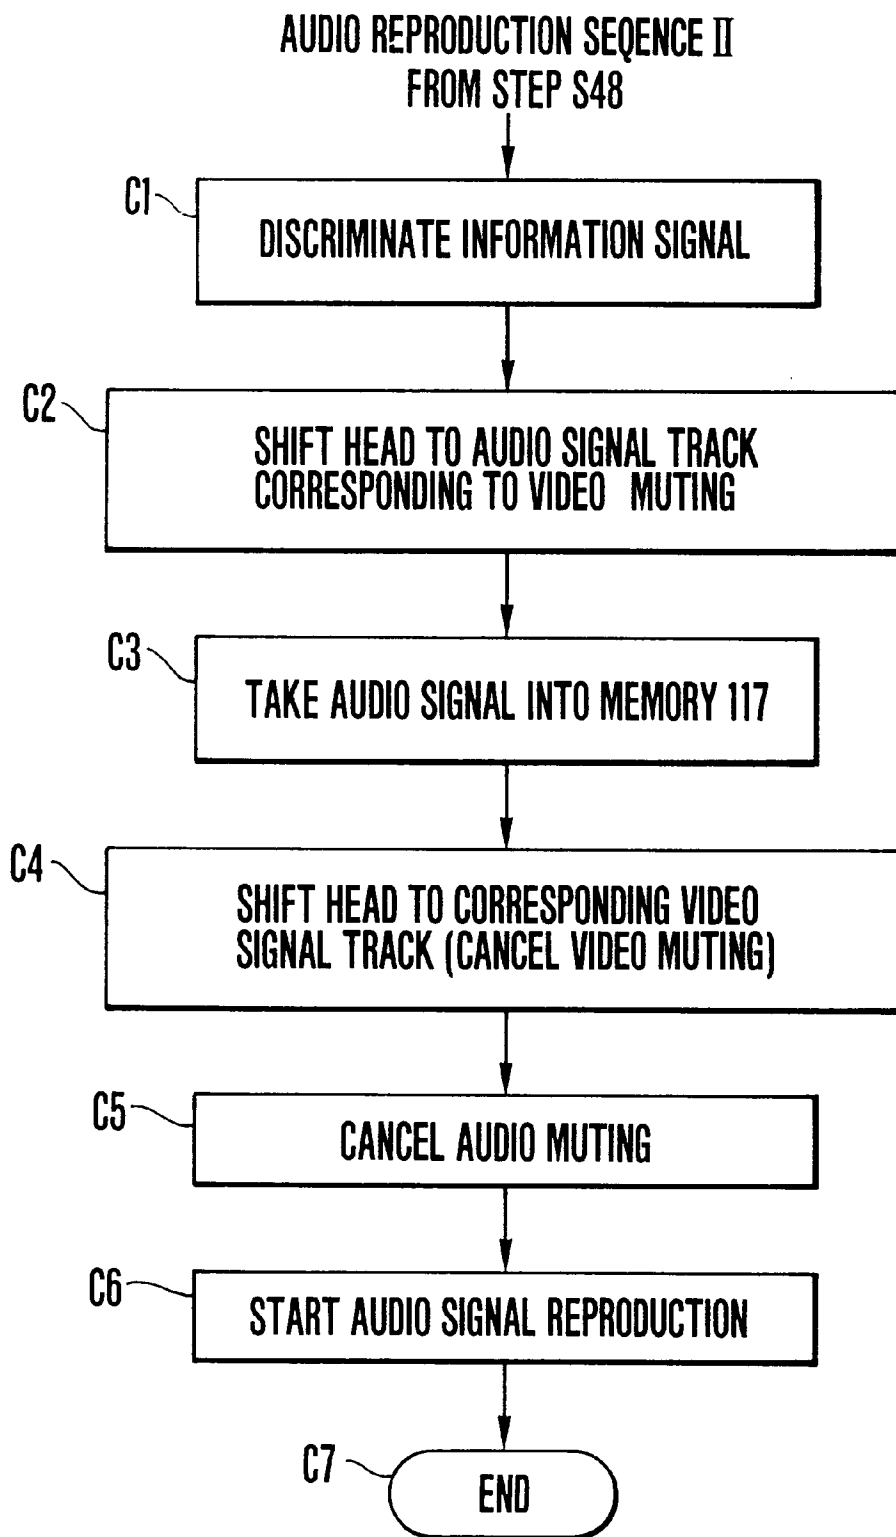 AUDIO REPRODUCTION SEQENCE II
FROM STEP S48
C1
DISCRIMINATE INFORMATION SIGNAL
C2
SHIFT HEAD TO AUDIO SIGNAL TRACK
CORRESPONDING TO VIDEO MUTING
C3
TAKE AUDIO SIGNAL INTO MEMORY 117
C4
SHIFT HEAD TO CORRESPONDING VIDEO
SIGNAL TRACK (CANCEL VIDEO MUTING)
C5
CANCEL AUDIO MUTING
C6
START AUDIO SIGNAL REPRODUCTION
C7
END